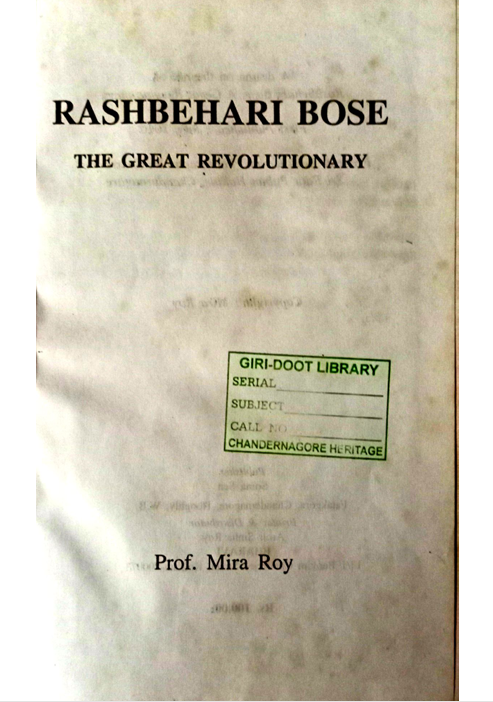 RASHBEHARI BOSE
THE GREAT REVOLUTIONARY
GIRI-DOOT LIBRARY
SERIAL
SUBJECT
CALL NO
CHANDERNAGORE HERITAGE
Prof. Mira Roy